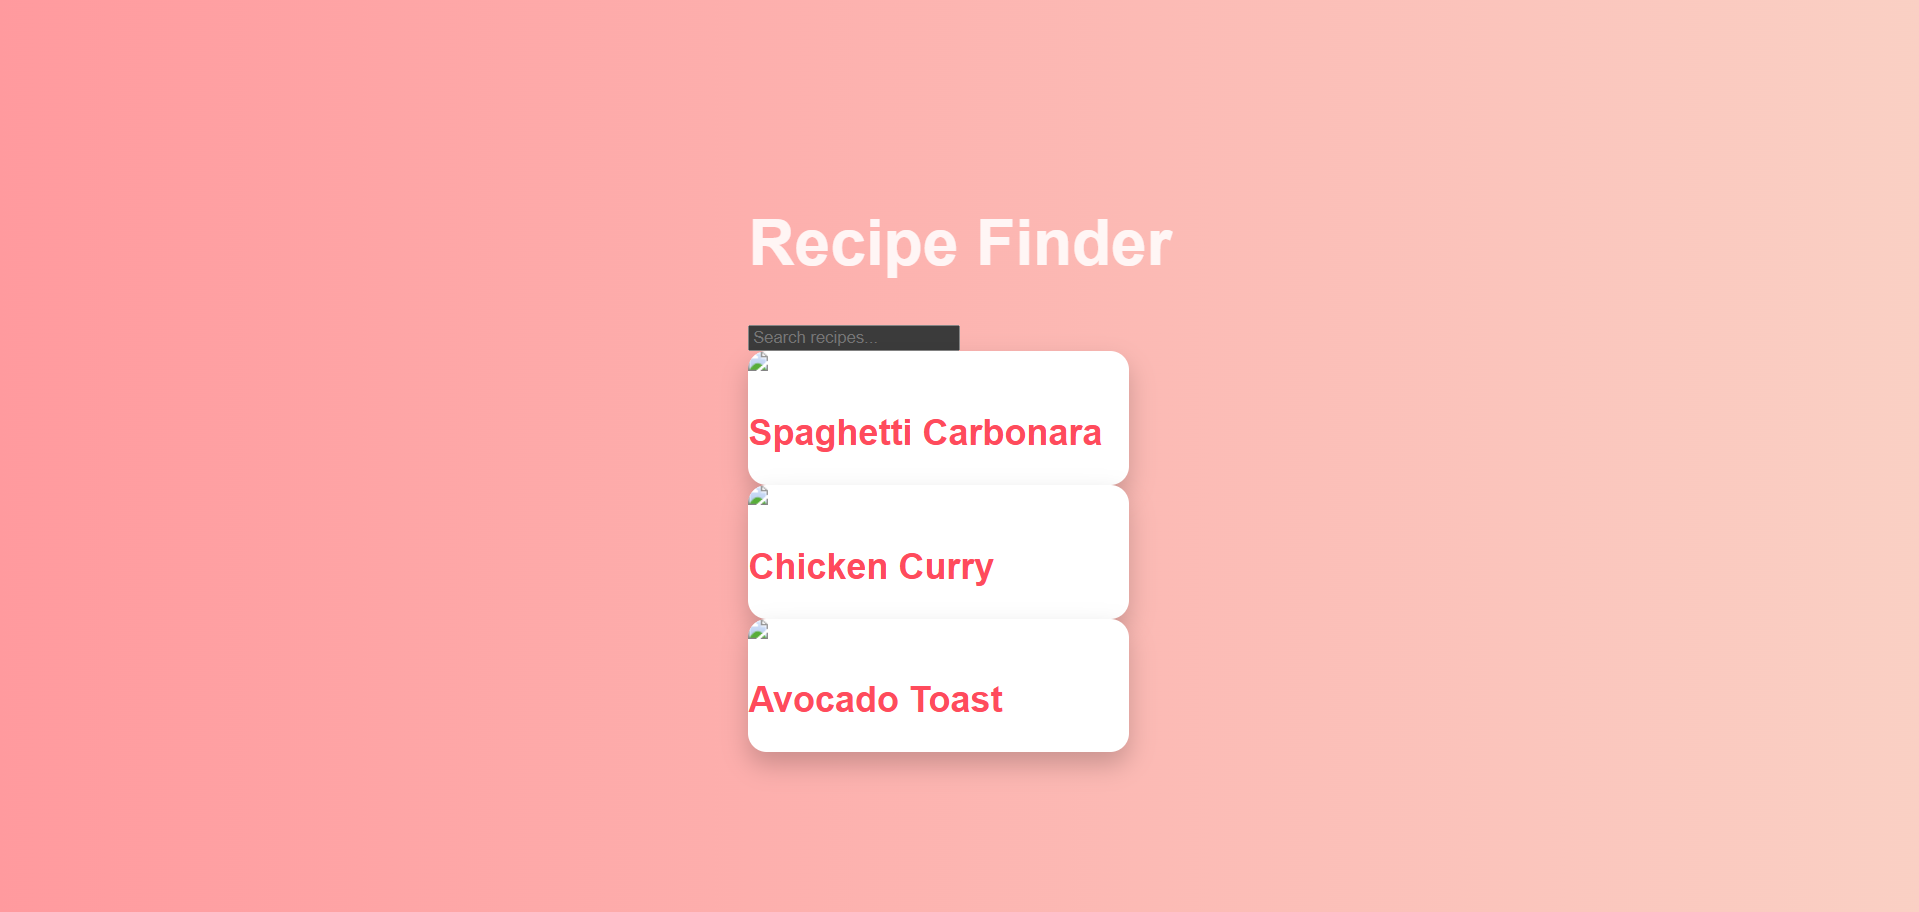 Recipe Finder
Search recipes...
Spaghetti Carbonara
Chicken Curry
Avocado Toast